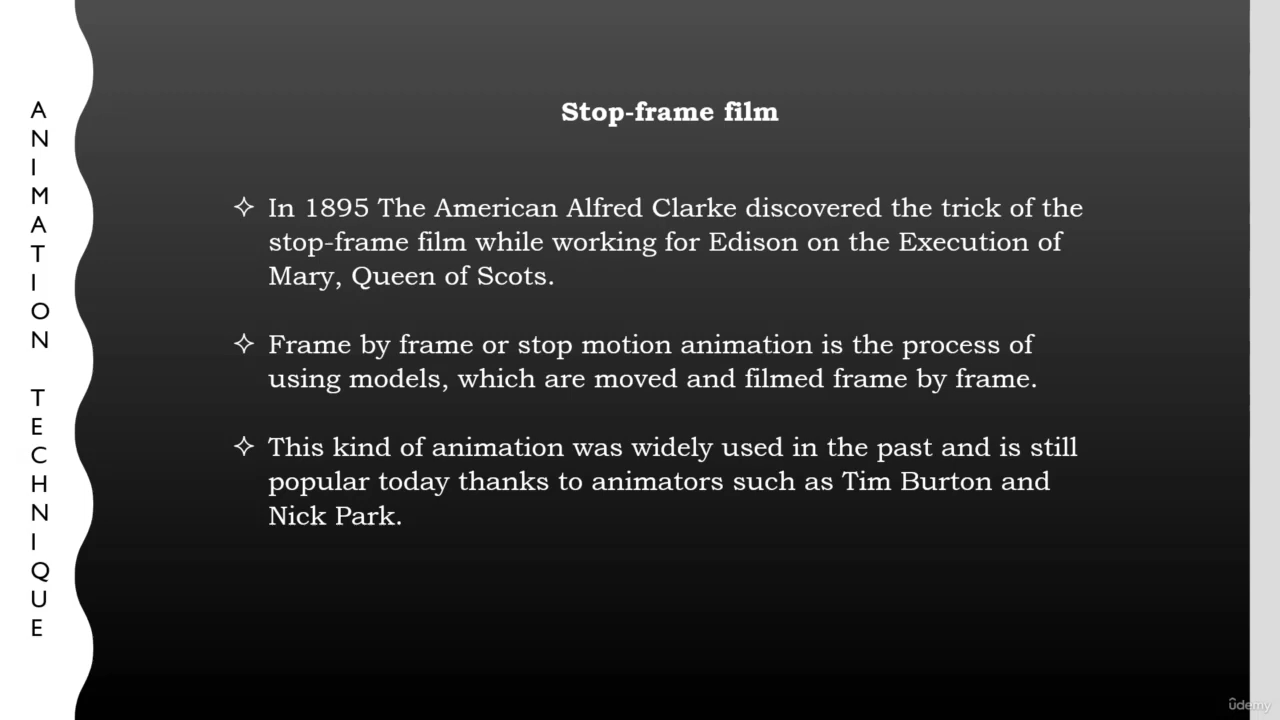 ANIMATION TECHNIQUE
Stop-frame film
✧ In 1895 The American Alfred Clarke discovered the trick of the
stop-frame film while working for Edison on the Execution of
Mary, Queen of Scots.
✧ Frame by frame or stop motion animation is the process of
using models, which are moved and filmed frame by frame.
✧ This kind of animation was widely used in the past and is still
popular today thanks to animators such as Tim Burton and
Nick Park.
udemy